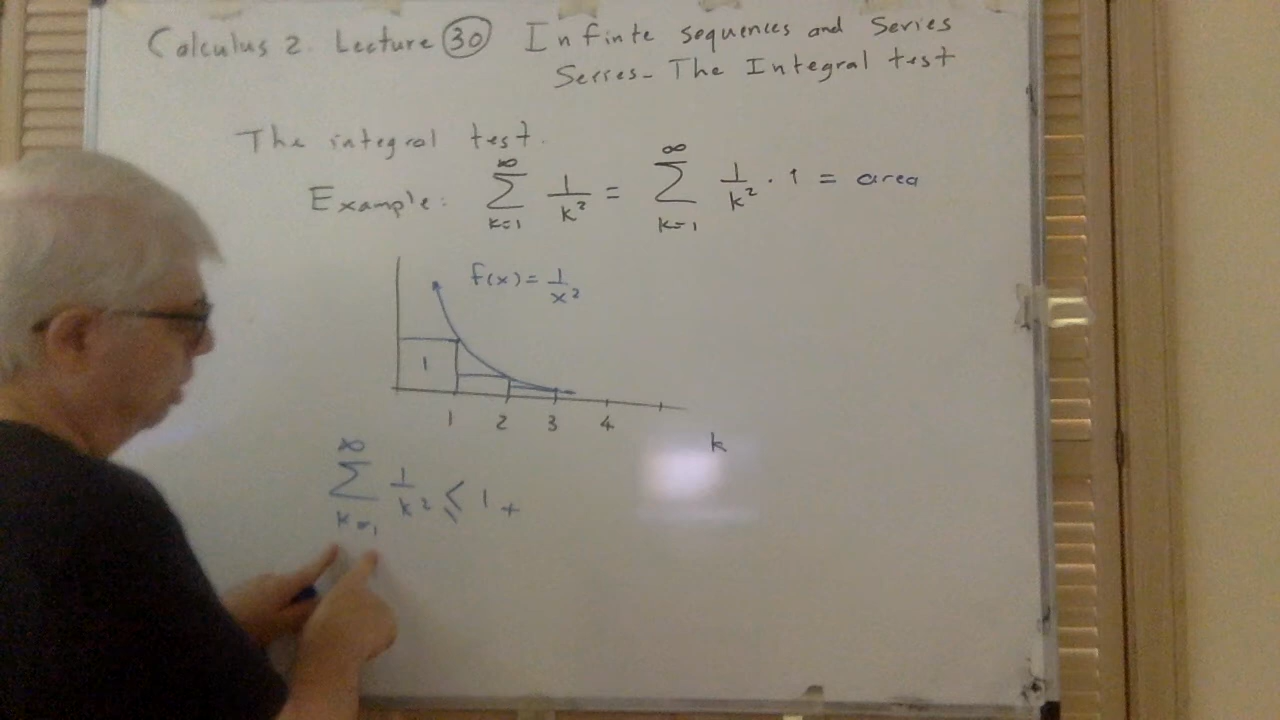 Calculus 2. Lecture 30 Infinte sequences and Series
Series- The Integral test
The integral test.
Example: ∞ ∑ k=1 1/k² = ∞ ∑ k=1 1/k² · 1 = area
f(x) = 1/x²
1
1 2 3 4
k
∞ ∑ k=1 1/k² ≤ 1 +